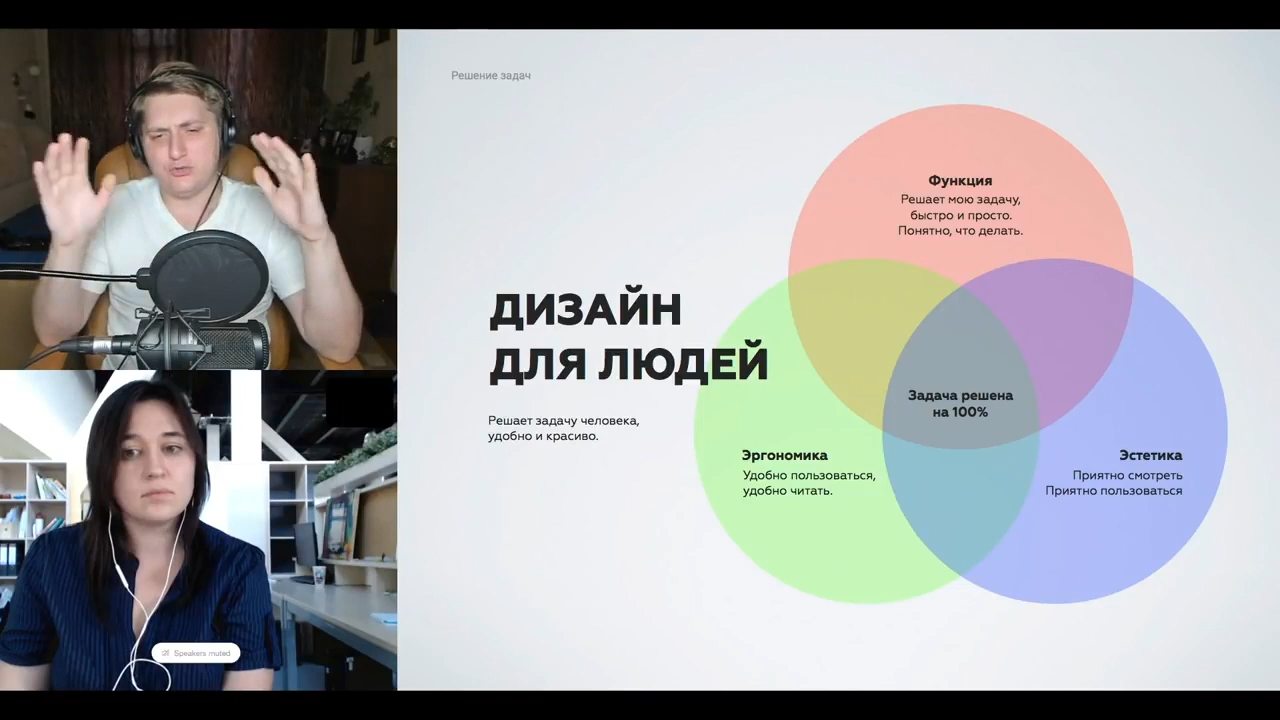 Решение задач
ДИЗАЙН
ДЛЯ ЛЮДЕЙ
Решает задачу человека,
удобно и красиво.
Функция
Решает мою задачу,
быстро и просто.
Понятно, что делать.
Задача решена
на 100%
Эргономика
Удобно пользоваться,
удобно читать.
Эстетика
Приятно смотреть
Приятно пользоваться
Speakers muted